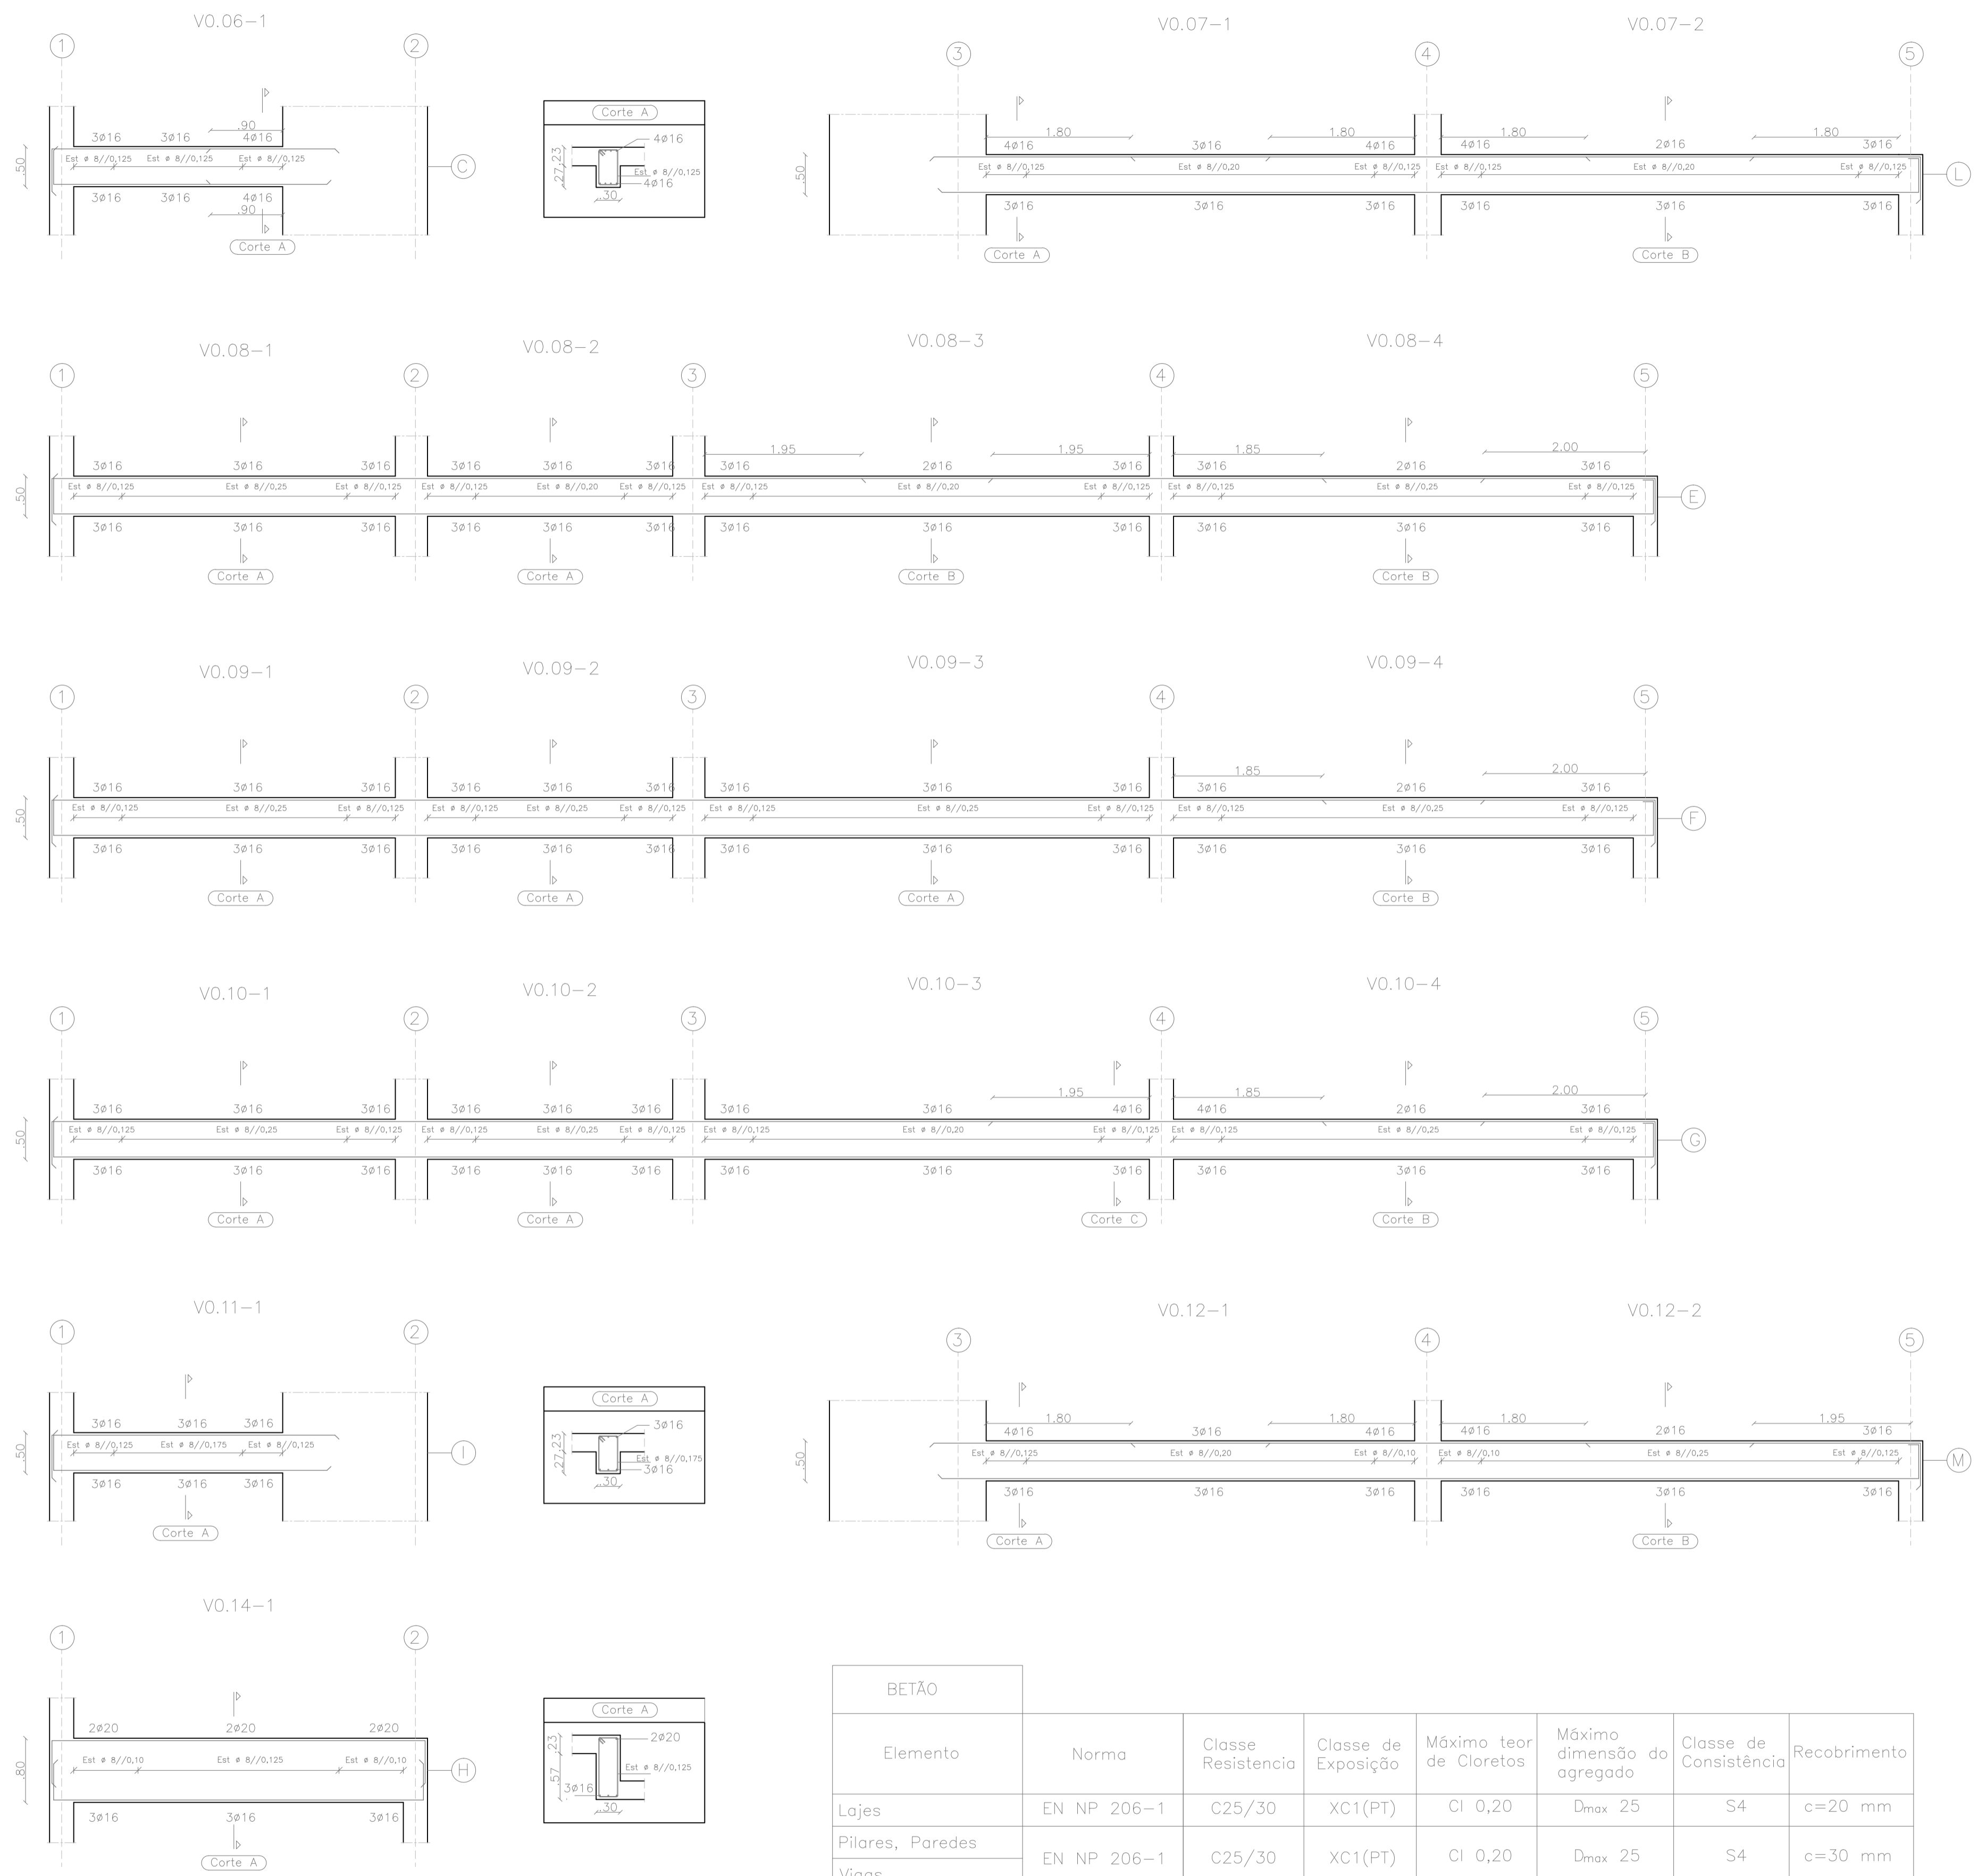 V0.06-1
1
2
.90
3ø16 3ø16 4ø16
Est ø 8//0,125 Est ø 8//0,125 Est ø 8//0,125
.50
C
3ø16 3ø16 4ø16
.90
Corte A
Corte A
4ø16
.23
.27
Est ø 8//0,125
4ø16
.30
V0.07-1 V0.07-2
3 4 5
1.80 1.80 1.80 1.80
4ø16 3ø16 4ø16 4ø16 2ø16 3ø16
Est ø 8//0,125 Est ø 8//0,20 Est ø 8//0,125 Est ø 8//0,125 Est ø 8//0,20 Est ø 8//0,125
.50
L
3ø16 3ø16 3ø16 3ø16 3ø16 3ø16
Corte A Corte B
V0.08-1 V0.08-2 V0.08-3 V0.08-4
1 2 3 4 5
1.95 1.95 1.85 2.00
3ø16 3ø16 3ø16 3ø16 3ø16 3ø16 3ø16 2ø16 3ø16 3ø16 2ø16 3ø16
Est ø 8//0,125 Est ø 8//0,25 Est ø 8//0,125 Est ø 8//0,125 Est ø 8//0,20 Est ø 8//0,125 Est ø 8//0,125 Est ø 8//0,20 Est ø 8//0,125 Est ø 8//0,125 Est ø 8//0,25 Est ø 8//0,125
.50
E
3ø16 3ø16 3ø16 3ø16 3ø16 3ø16 3ø16 3ø16 3ø16 3ø16 3ø16 3ø16
Corte A Corte A Corte B Corte B
V0.09-1 V0.09-2 V0.09-3 V0.09-4
1 2 3 4 5
1.85 2.00
3ø16 3ø16 3ø16 3ø16 3ø16 3ø16 3ø16 3ø16 3ø16 3ø16 2ø16 3ø16
Est ø 8//0,125 Est ø 8//0,25 Est ø 8//0,125 Est ø 8//0,125 Est ø 8//0,25 Est ø 8//0,125 Est ø 8//0,125 Est ø 8//0,25 Est ø 8//0,125 Est ø 8//0,125 Est ø 8//0,25 Est ø 8//0,125
.50
F
3ø16 3ø16 3ø16 3ø16 3ø16 3ø16 3ø16 3ø16 3ø16 3ø16 3ø16 3ø16
Corte A Corte A Corte A Corte B
V0.10-1 V0.10-2 V0.10-3 V0.10-4
1 2 3 4 5
1.95 1.85 2.00
3ø16 3ø16 3ø16 3ø16 3ø16 3ø16 3ø16 3ø16 4ø16 4ø16 2ø16 3ø16
Est ø 8//0,125 Est ø 8//0,25 Est ø 8//0,125 Est ø 8//0,125 Est ø 8//0,25 Est ø 8//0,125 Est ø 8//0,125 Est ø 8//0,20 Est ø 8//0,125 Est ø 8//0,125 Est ø 8//0,25 Est ø 8//0,125
.50
G
3ø16 3ø16 3ø16 3ø16 3ø16 3ø16 3ø16 3ø16 3ø16 3ø16 3ø16 3ø16
Corte A Corte A Corte C Corte B
V0.11-1
1 2
3ø16 3ø16 3ø16
Est ø 8//0,125 Est ø 8//0,175 Est ø 8//0,125
.50
I
3ø16 3ø16 3ø16
Corte A
Corte A
3ø16
.23
.27
Est ø 8//0,175
3ø16
.30
V0.12-1 V0.12-2
3 4 5
1.80 1.80 1.80 1.95
4ø16 3ø16 4ø16 4ø16 2ø16 3ø16
Est ø 8//0,125 Est ø 8//0,20 Est ø 8//0,10 Est ø 8//0,10 Est ø 8//0,25 Est ø 8//0,125
.50
M
3ø16 3ø16 3ø16 3ø16 3ø16 3ø16
Corte A Corte B
V0.14-1
1 2
2ø20 2ø20 2ø20
Est ø 8//0,10 Est ø 8//0,125 Est ø 8//0,10
.80
H
3ø16 3ø16 3ø16
Corte A
Corte A
2ø20
.23
.57
Est ø 8//0,125
3ø16
.30
BETÃO
Elemento Norma Classe Resistencia Classe de Exposição Máximo teor de Cloretos Máximo dimensão do agregado Classe de Consistência Recobrimento
Lajes EN NP 206-1 C25/30 XC1(PT) Cl 0,20 Dmax 25 S4 c=20 mm
Pilares, Paredes
Vigas
EN NP 206-1 C25/30 XC1(PT) Cl 0,20 Dmax 25 S4 c=30 mm